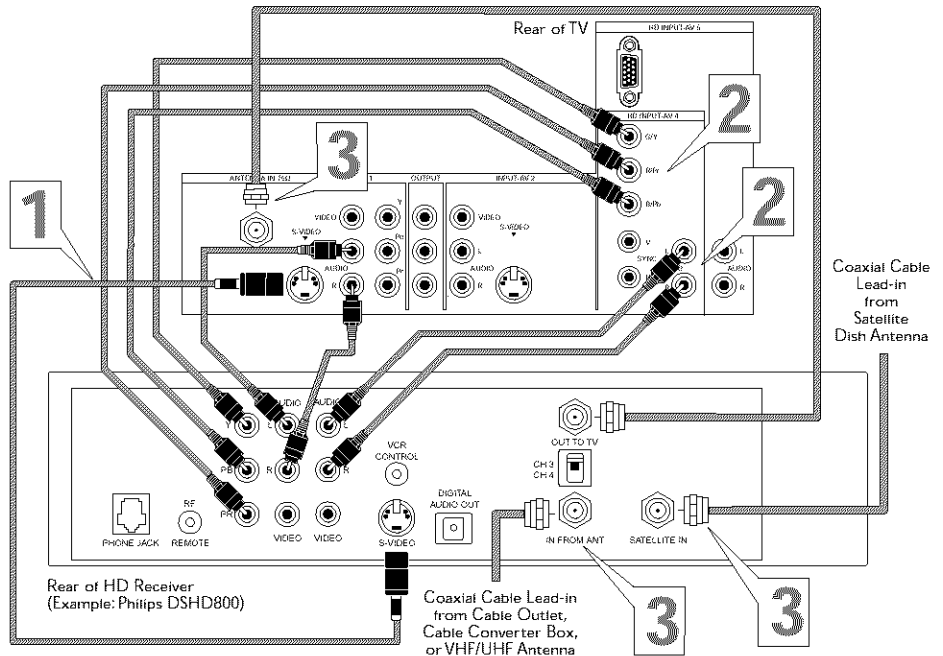 Rear of TV
HD INPUT-AV 5
2
HD INPUT-AV 4
G/Y
R/Pr
B/Pb
3
ANTENNA IN 75Ω
1
OUTPUT
INPUT-AV 2
1
2
VIDEO
Y
VIDEO
S-VIDEO
S-VIDEO
L
V
SYNC
L
L
AUDIO
AUDIO
AUDIO
R
R
R
R
Coaxial Cable
Lead-in
from
Satellite
Dish Antenna
AUDIO
AUDIO
Y
L
L
OUT TO TV
VCR
CONTROL
PB
R
R
CH 3
CH 4
DIGITAL
AUDIO OUT
RF
PR
PHONE JACK
REMOTE
VIDEO
VIDEO
S-VIDEO
IN FROM ANT
SATELLITE IN
Rear of HD Receiver
(Example: Philips DSHD800)
Coaxial Cable Lead-in
from Cable Outlet,
Cable Converter Box,
or VHF/UHF Antenna
3
3